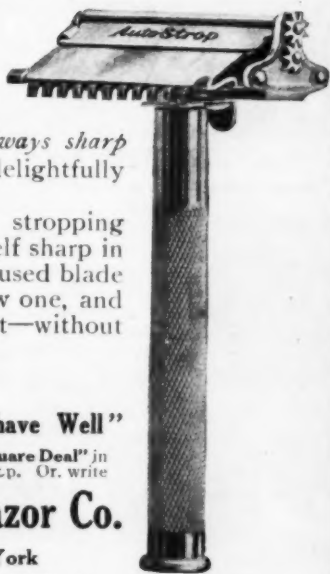 AutoStrop
ways sharp
delightfully
stropping
elf sharp in
used blade
w one, and
t—without
have Well"
uare Deal" in
.p. Or. write
azor Co.
York